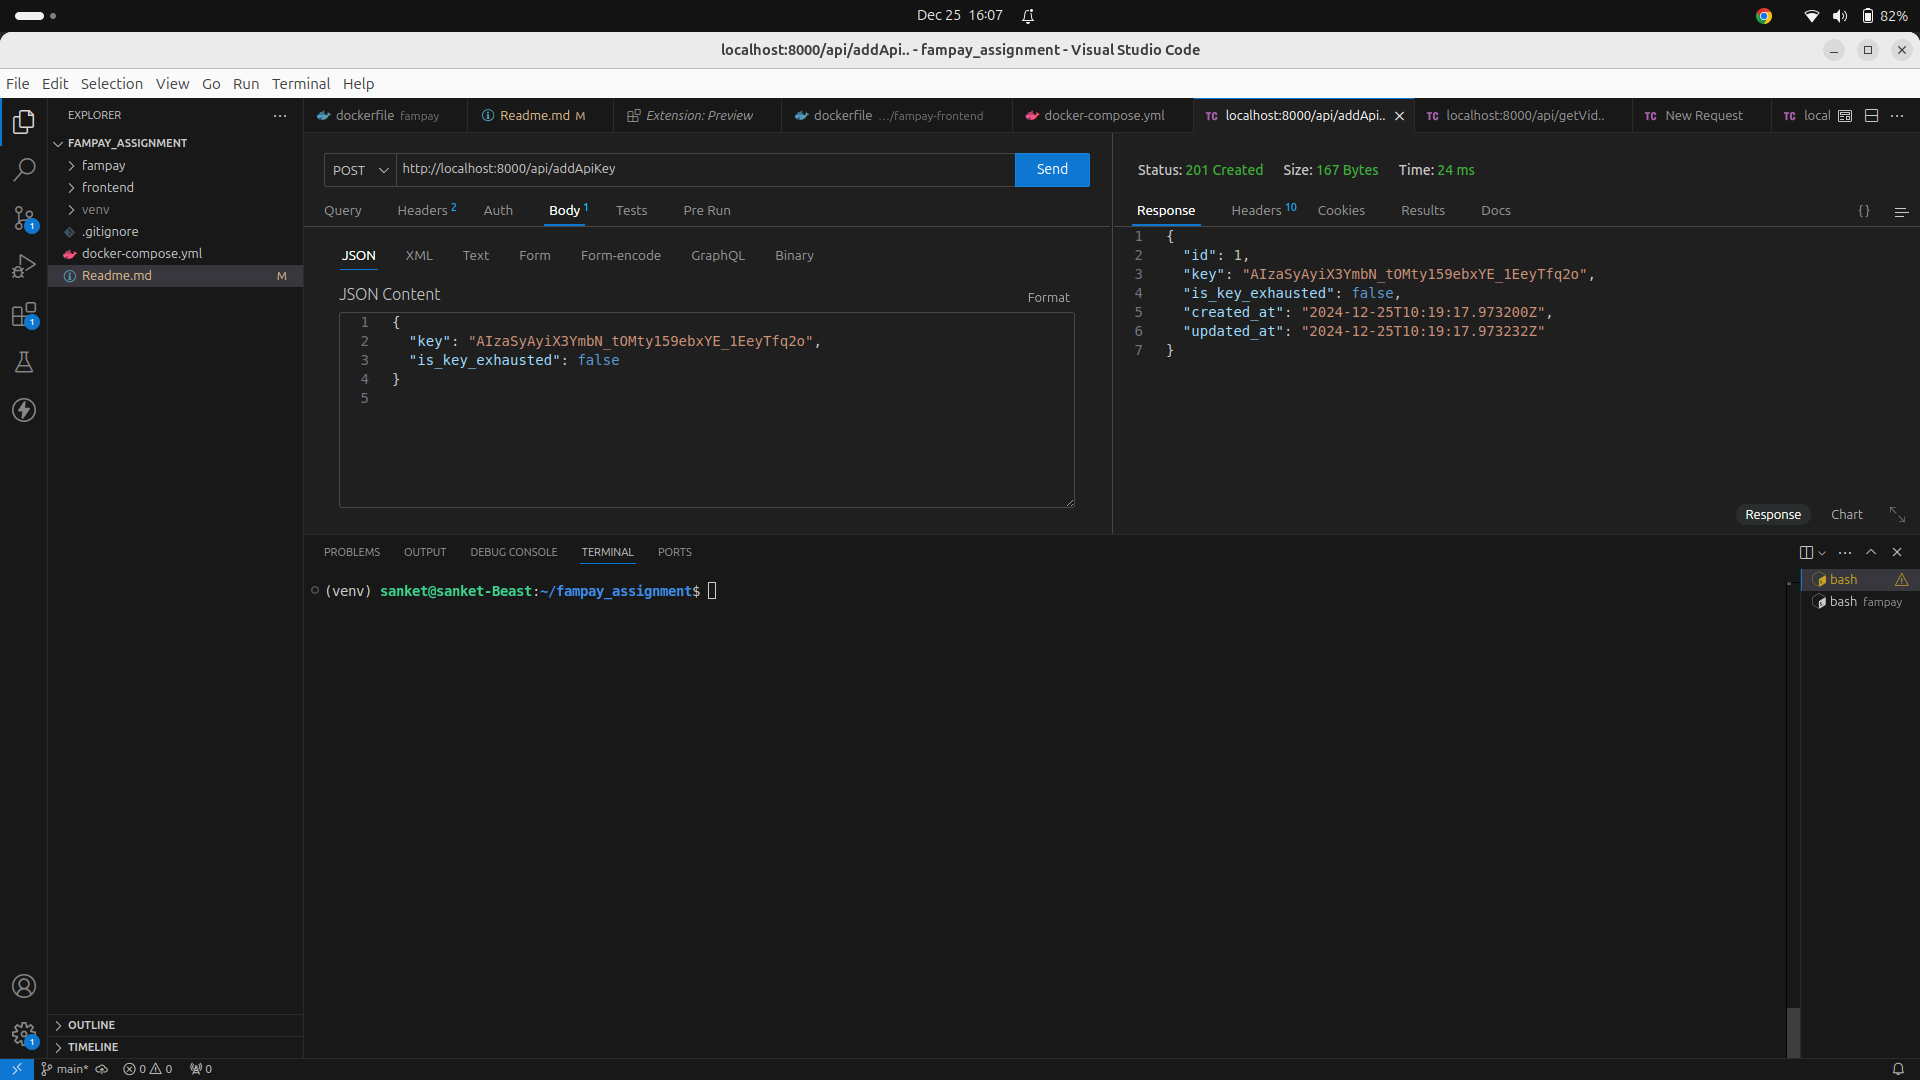 Dec 25 16:07
82%
localhost:8000/api/addApi.. - fampay_assignment - Visual Studio Code
File Edit Selection View Go Run Terminal Help
EXPLORER
FAMPAY_ASSIGNMENT
fampay
frontend
venv
.gitignore
docker-compose.yml
Readme.md M
OUTLINE
TIMELINE
dockerfile fampay
Readme.md M
Extension: Preview
dockerfile .../fampay-frontend
docker-compose.yml
TC localhost:8000/api/addApi..
TC localhost:8000/api/getVid..
TC New Request
TC local
POST http://localhost:8000/api/addApiKey Send
Query Headers 2 Auth Body 1 Tests Pre Run
JSON XML Text Form Form-encode GraphQL Binary
JSON Content Format
1 {
2 "key": "AIzaSyAyiX3YmbN_tOMty159ebxYE_1EeyTfq2o",
3 "is_key_exhausted": false
4 }
5
Status: 201 Created Size: 167 Bytes Time: 24 ms
Response Headers 10 Cookies Results Docs {}
1 {
2 "id": 1,
3 "key": "AIzaSyAyiX3YmbN_tOMty159ebxYE_1EeyTfq2o",
4 "is_key_exhausted": false,
5 "created_at": "2024-12-25T10:19:17.973200Z",
6 "updated_at": "2024-12-25T10:19:17.973232Z"
7 }
Response Chart
PROBLEMS OUTPUT DEBUG CONSOLE TERMINAL PORTS
(venv) sanket@sanket-Beast:~/fampay_assignment$
bash
bash fampay
1
1
1
main* 0 0 0